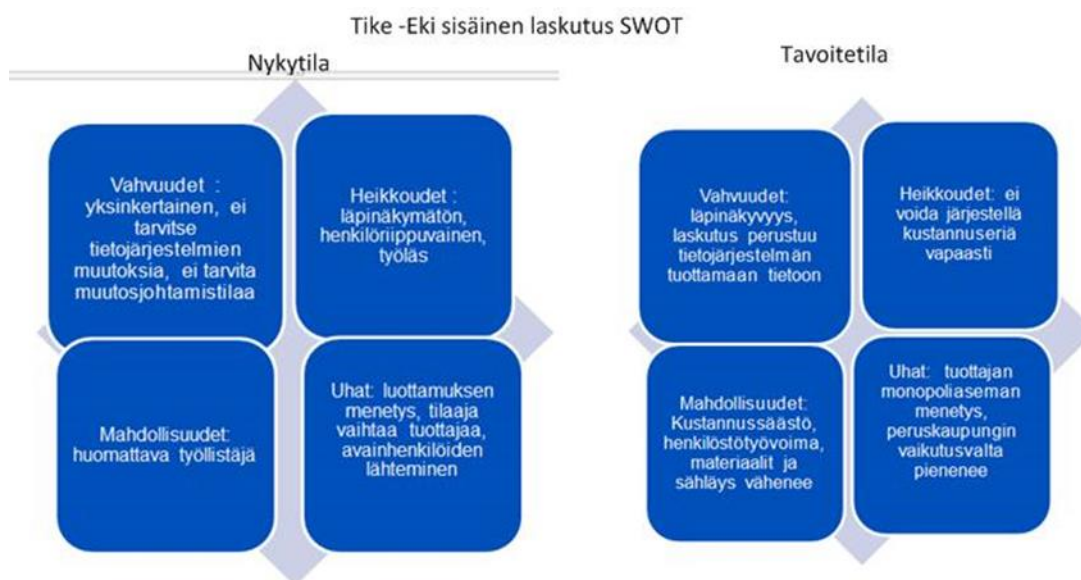 Tike -Eki sisäinen laskutus SWOT
Nykytila
Vahvuudet :
yksinkertainen, ei
tarvitse
tietojärjestelmien
muutoksia, ei tarvita
muutosjohtamistilaa
Heikkoudet :
läpinäkymätön,
henkilöriippuvainen,
työläs
Mahdollisuudet:
huomattava työllistäjä
Uhat: luottamuksen
menetys, tilaaja
vaihtaa tuottajaa,
avainhenkilöiden
lähteminen
Tavoitetila
Vahvuudet:
läpinäkyvyys,
laskutus perustuu
tietojärjestelmän
tuottamaan tietoon
Heikkoudet: ei
voida järjestellä
kustannuseriä
vapaasti
Mahdollisuudet:
Kustannussäästö,
henkilöstötyövoima,
materiaalit ja
sähläys vähenee
Uhat: tuottajan
monopoliaseman
menetys,
peruskaupungin
vaikutusvalta
pienenee